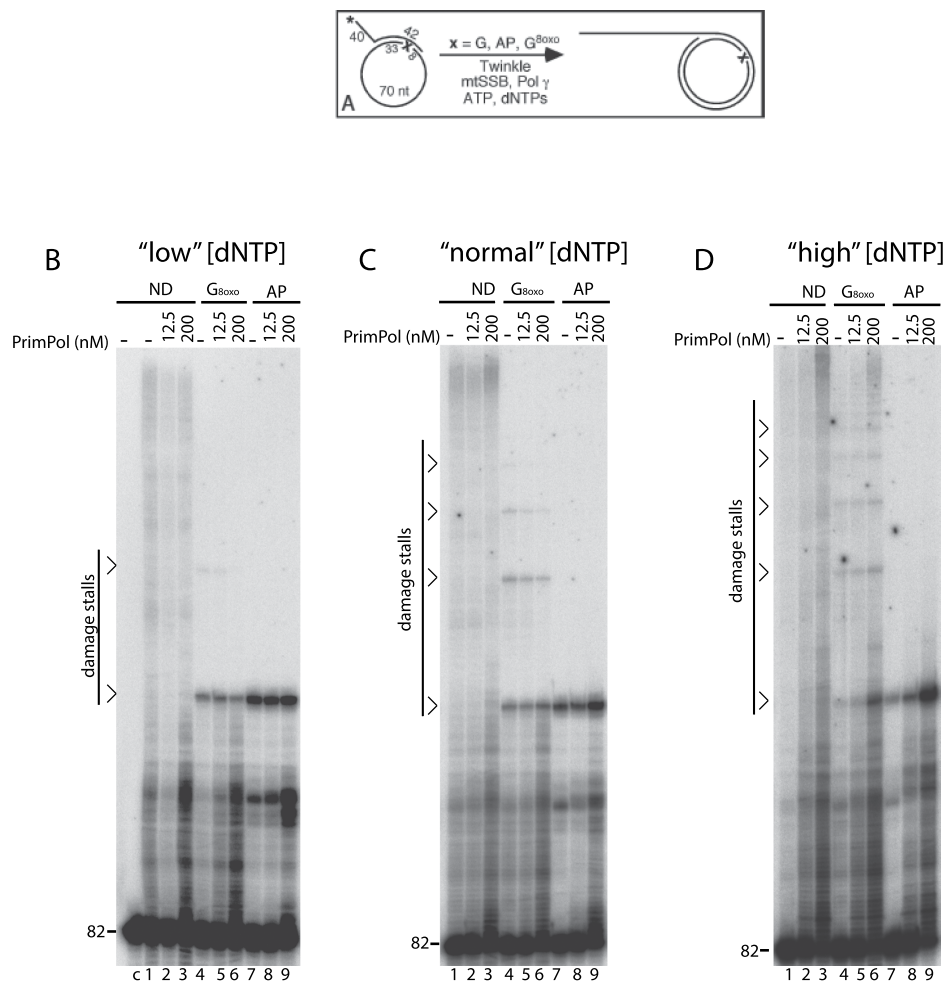 *
40
42
33
x
8
70 nt
A
x = G, AP, G8oxo
Twinkle
mtSSB, Pol γ
ATP, dNTPs
x
B
"low" [dNTP]
ND G8oxo AP
PrimPol (nM) - - 12.5 200 - 12.5 200 - 12.5 200
damage stalls
82
c 1 2 3 4 5 6 7 8 9
C
"normal" [dNTP]
ND G8oxo AP
PrimPol (nM) - 12.5 200 - 12.5 200 - 12.5 200
damage stalls
82
1 2 3 4 5 6 7 8 9
D
"high" [dNTP]
ND G8oxo AP
PrimPol (nM) - 12.5 200 - 12.5 200 - 12.5 200
damage stalls
82
1 2 3 4 5 6 7 8 9